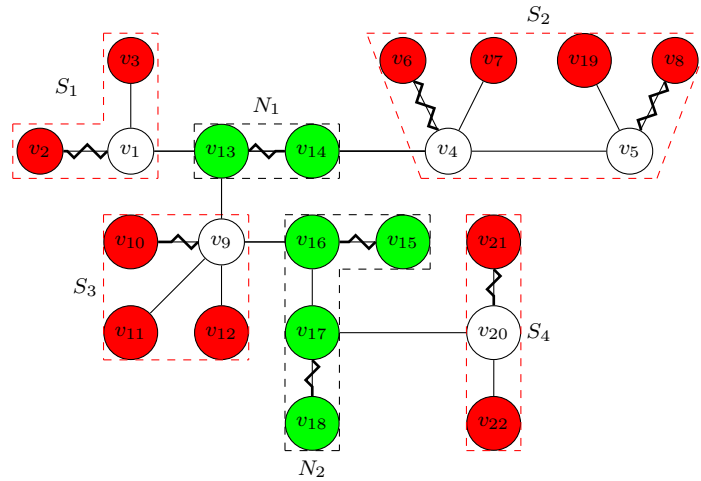 S₂
v₃ v₆ v₇ v₁₉ v₈
S₁
N₁
v₂ v₁ v₁₃ v₁₄ v₄ v₅
v₁₀ v₉ v₁₆ v₁₅ v₂₁
S₃
v₁₁ v₁₂ v₁₇ v₂₀ S₄
v₁₈ v₂₂
N₂